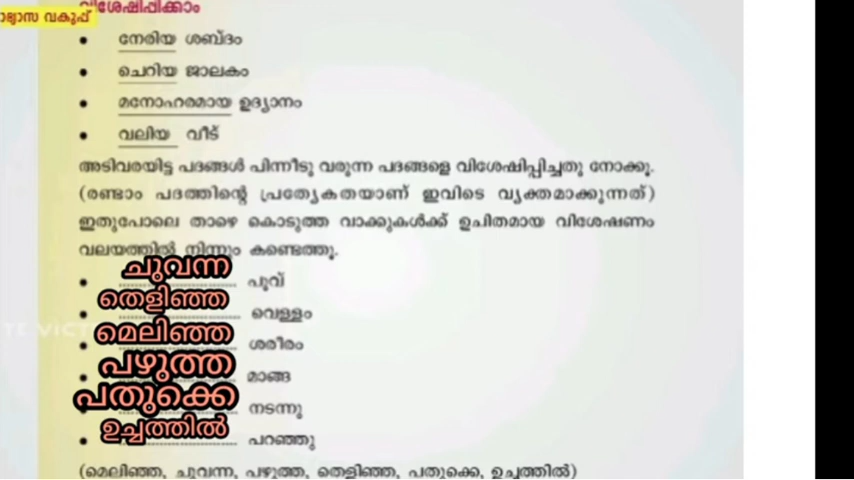 വിശേഷിപ്പിക്കാം
വകുപ്പ്
• നേരിയ ശബ്ദം
• ചെറിയ ജാലകം
• മനോഹരമായ ഉദ്യാനം
• വലിയ വീട്
അടിവരയിട്ട പദങ്ങൾ പിന്നീടു വരുന്ന പദങ്ങളെ വിശേഷിപ്പിച്ചതു നോക്കൂ.
(രണ്ടാം പദത്തിന്റെ പ്രത്യേകതയാണ് ഇവിടെ വ്യക്തമാക്കുന്നത്)
ഇതുപോലെ താഴെ കൊടുത്ത വാക്കുകൾക്ക് ഉചിതമായ വിശേഷണം
വലയത്തിൽ നിന്നും കണ്ടെത്തൂ.
• ചുവന്ന പൂവ്
• തെളിഞ്ഞ വെള്ളം
• മെലിഞ്ഞ ശരീരം
• പഴുത്ത മാങ്ങ
• പതുക്കെ നടന്നു
• ഉച്ചത്തിൽ പറഞ്ഞു
(മെലിഞ്ഞ, ചുവന്ന, പഴുത്ത, തെളിഞ്ഞ, പതുക്കെ, ഉച്ചത്തിൽ)